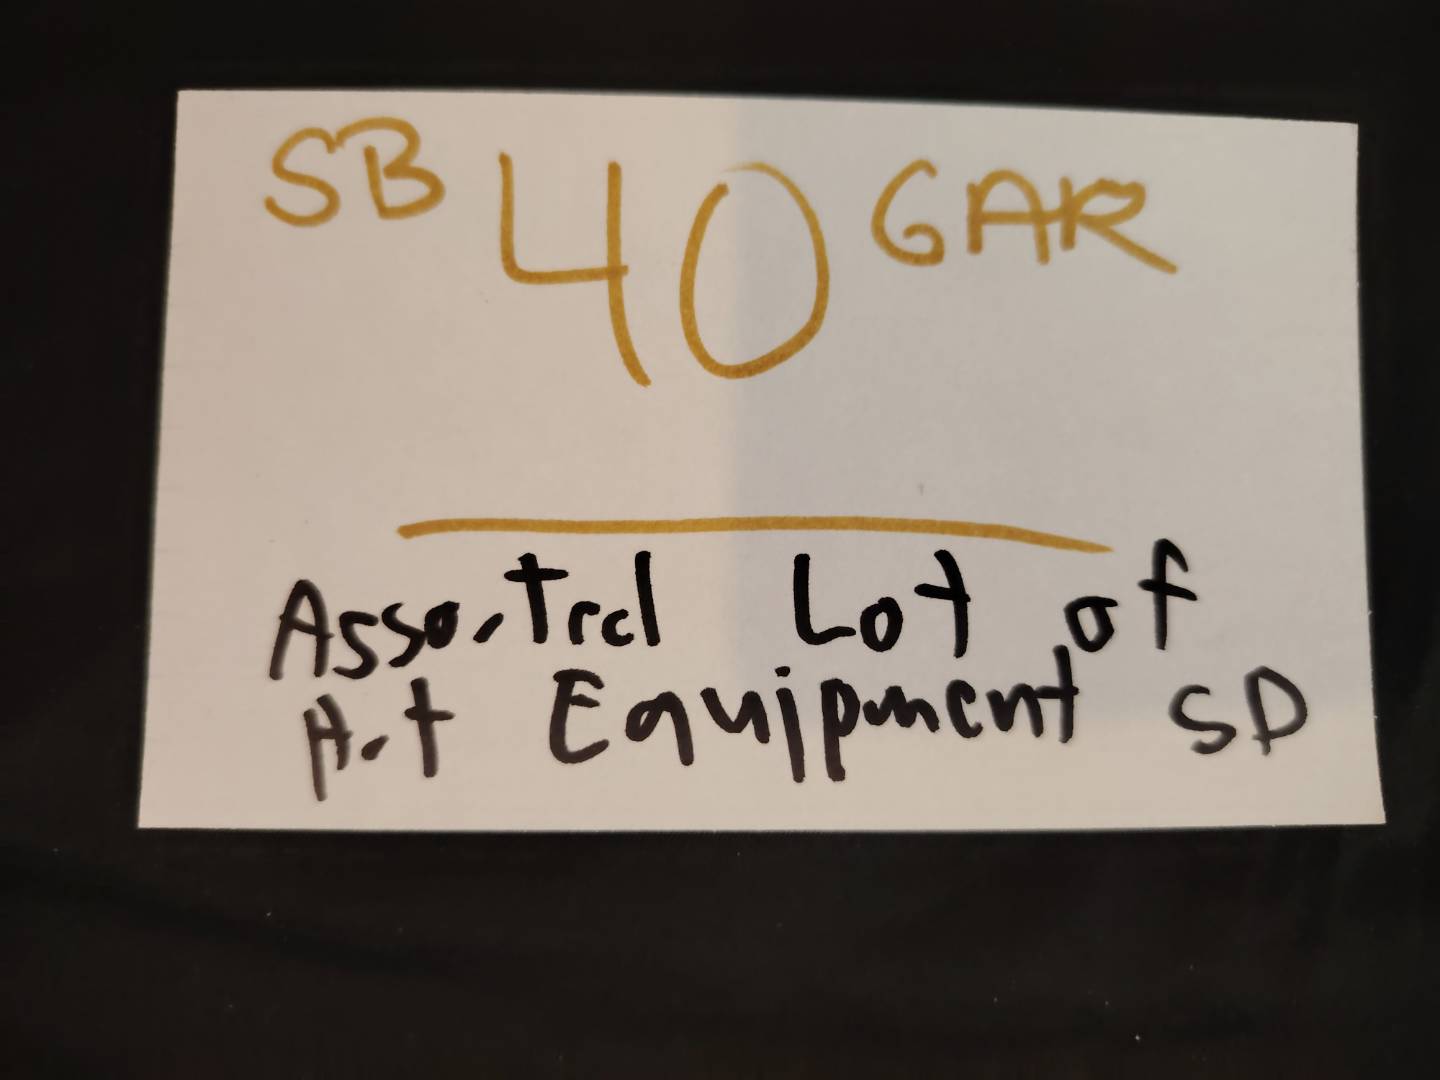 SB 40 GAR
Assorted Lot of
Art Equipment SD